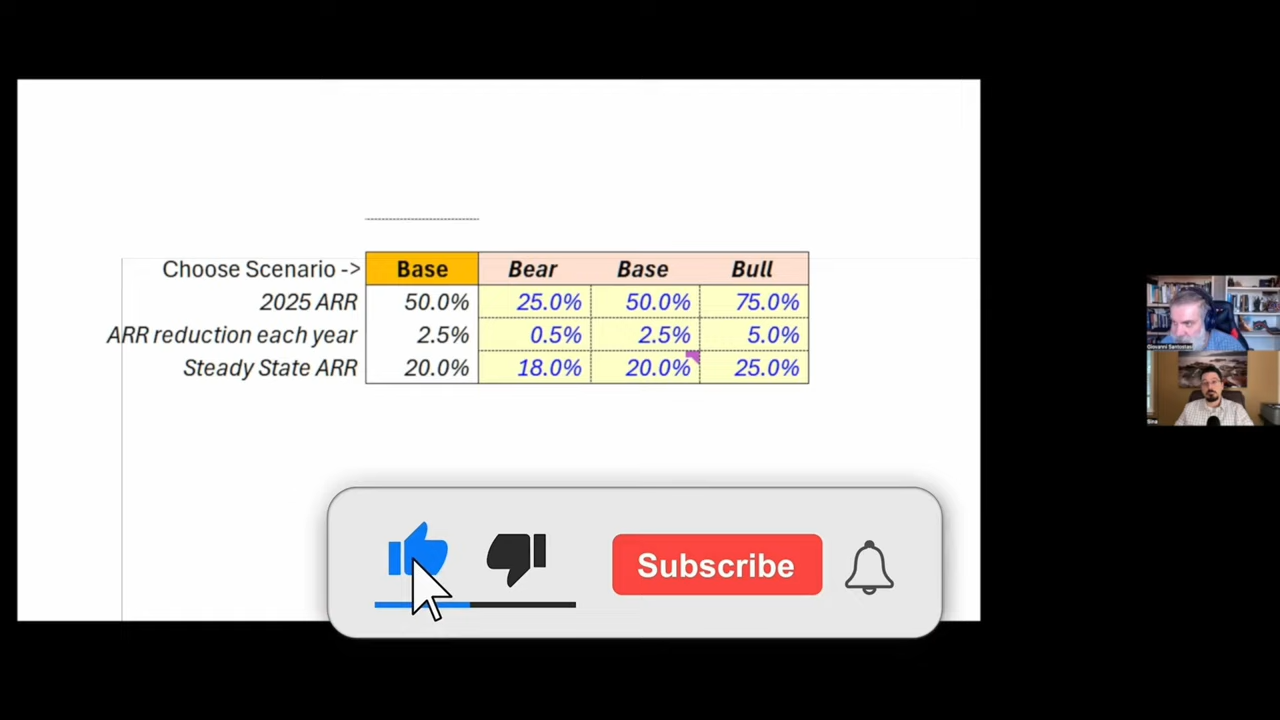 Choose Scenario -> Base Bear Base Bull
2025 ARR 50.0% 25.0% 50.0% 75.0%
ARR reduction each year 2.5% 0.5% 2.5% 5.0%
Steady State ARR 20.0% 18.0% 20.0% 25.0%
Subscribe